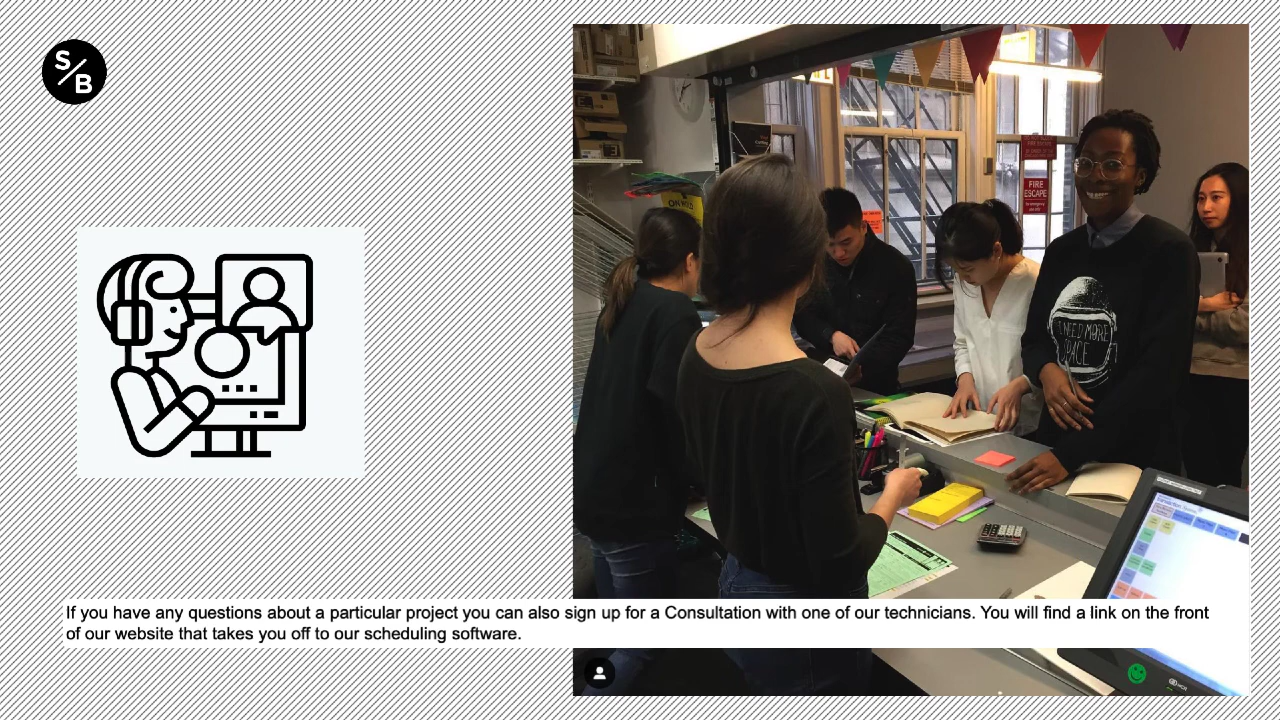 S/B
ON
FIRE
ESCAPE
I NEED MORE
SPACE
If you have any questions about a particular project you can also sign up for a Consultation with one of our technicians. You will find a link on the front
of our website that takes you off to our scheduling software.
NCR